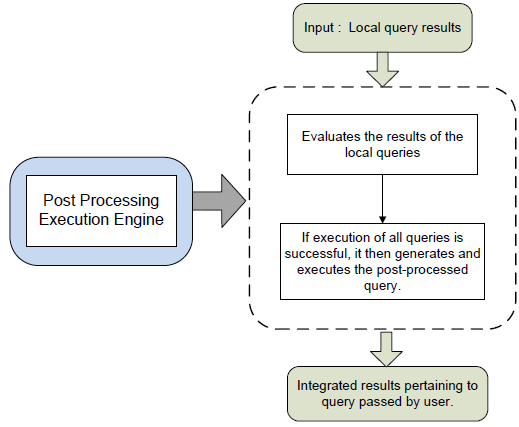 Input :  Local query results
Evaluates the results of the
local queries
Post Processing
Execution Engine
If execution of all queries is
successful, it then generates and
executes the post-processed
query.
Integrated results pertaining to
query passed by user.